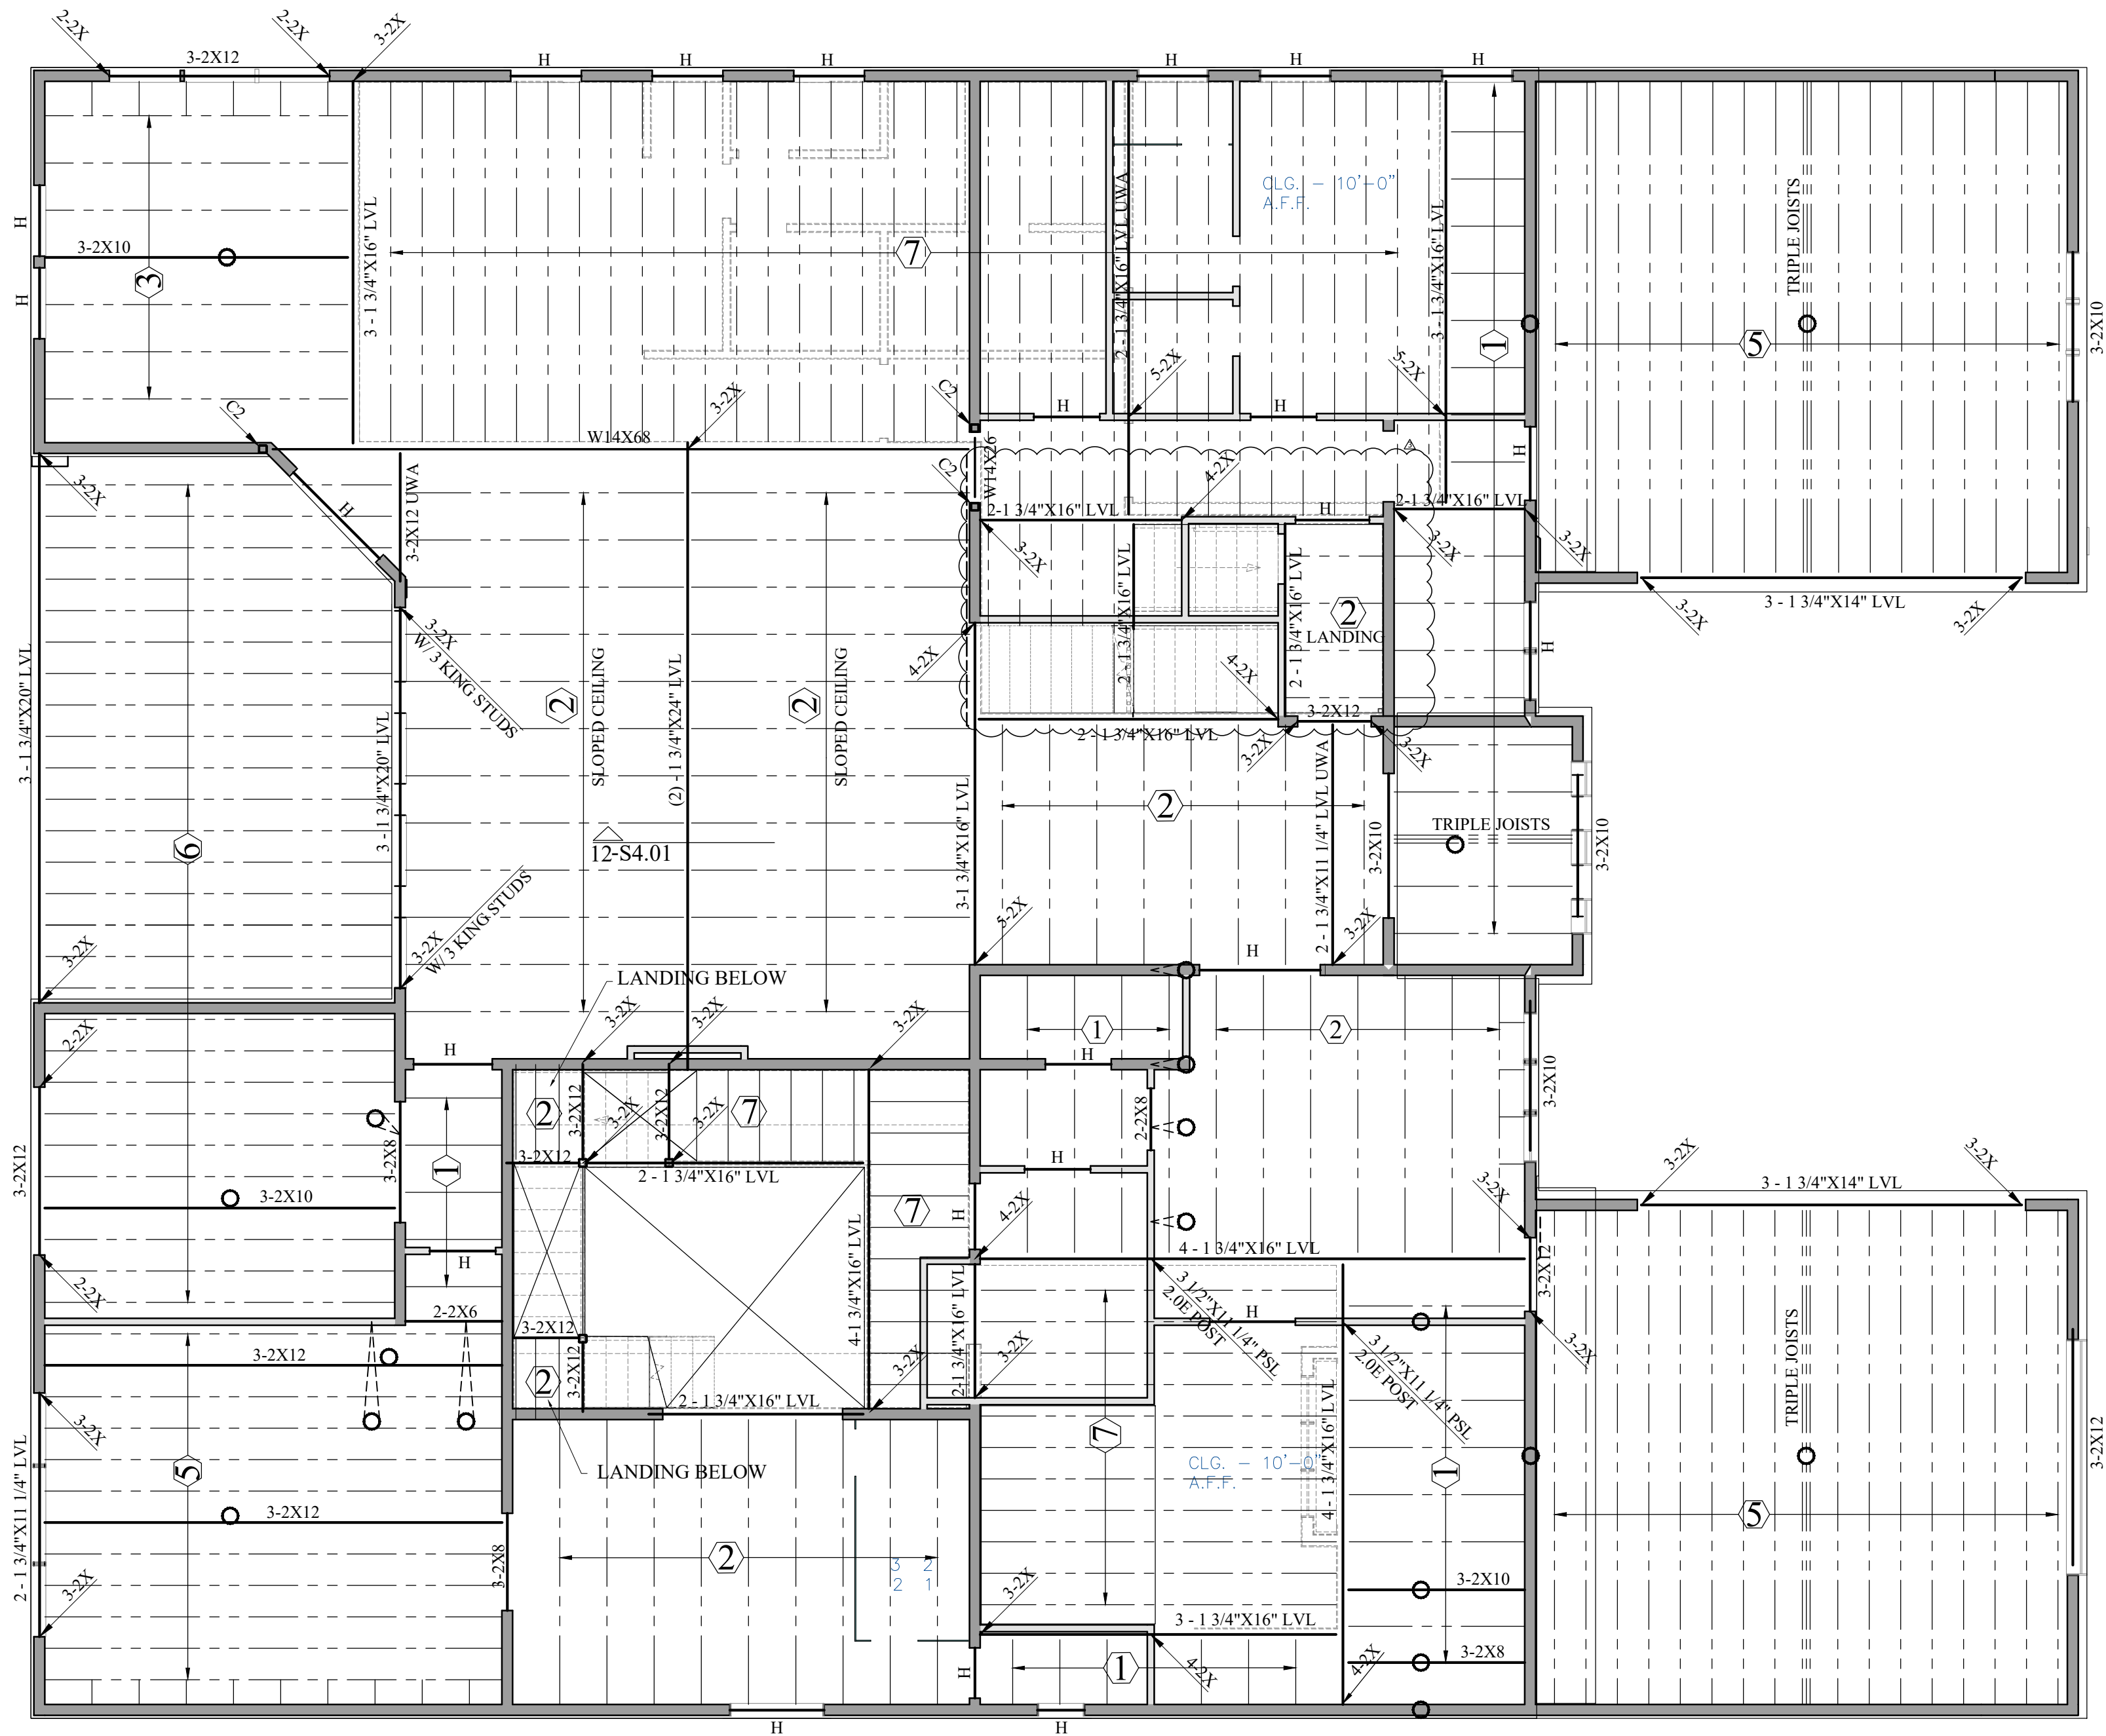 2-2X
3-2X12
2-2X
3-2X
H
H
H
H
H
H
H
H
3-2X10
3
3 - 1 3/4"X16" LVL
7
2 - 1 3/4"X16" LVL UWA
CLG. - 10'-0"
A.F.F.
3 - 1 3/4"X16" LVL
1
TRIPLE JOISTS
5
3-2X10
C2
W14X68
3-2X
C2
C2
W14X26
H
5-2X
H
5-2X
H
4-2X
3-2X
H
3-2X12 UWA
2-1 3/4"X16" LVL
H
2-1 3/4"X16" LVL
3-2X
3-2X
3-2X
2 - 1 3/4"X16" LVL
2 - 1 3/4"X16" LVL
2
LANDING
H
3-2X
3 - 1 3/4"X14" LVL
3-2X
3-2X
W/ 3 KING STUDS
4-2X
4-2X
3-2X12
2 - 1 3/4"X16" LVL
3-2X
3-2X
3 - 1 3/4"X20" LVL
6
3 - 1 3/4"X20" LVL
2
SLOPED CEILING
(2) - 1 3/4"X24" LVL
2
SLOPED CEILING
12-S4.01
3-1 3/4"X16" LVL
2
2 - 1 3/4"X11 1/4" LVL UWA
3-2X10
TRIPLE JOISTS
3-2X10
3-2X
3-2X
W/ 3 KING STUDS
5-2X
H
3-2X
LANDING BELOW
3-2X
3-2X
3-2X
1
2
2-2X
H
H
3-2X10
3-2X12
3-2X8
1
2
3-2X12
3-2X
3-2X12
3-2X
7
2-2X8
3-2X12
2 - 1 3/4"X16" LVL
H
3-2X10
7
H
4-2X
3-2X
3-2X
3 - 1 3/4"X14" LVL
3-2X
H
2-2X
2-2X6
4-1 3/4"X16" LVL
4 - 1 3/4"X16" LVL
3-2X12
3 1/2"X11 1/4" PSL
2.0E POST
H
3 1/2"X11 1/4" PSL
2.0E POST
3-2X
3-2X12
3-2X12
3-2X12
2
3-2X
2-1 3/4"X16" LVL
3-2X
2 - 1 3/4"X16" LVL
3-2X
5
2 - 1 3/4"X11 1/4" LVL
LANDING BELOW
7
CLG. - 10'-0"
A.F.F.
4 - 1 3/4"X16" LVL
1
TRIPLE JOISTS
5
3-2X12
3-2X12
3-2X
3-2X8
2
3 2
2 1
3-2X
3-2X10
3 - 1 3/4"X16" LVL
3-2X8
H
1
4-2X
4-2X
H
H